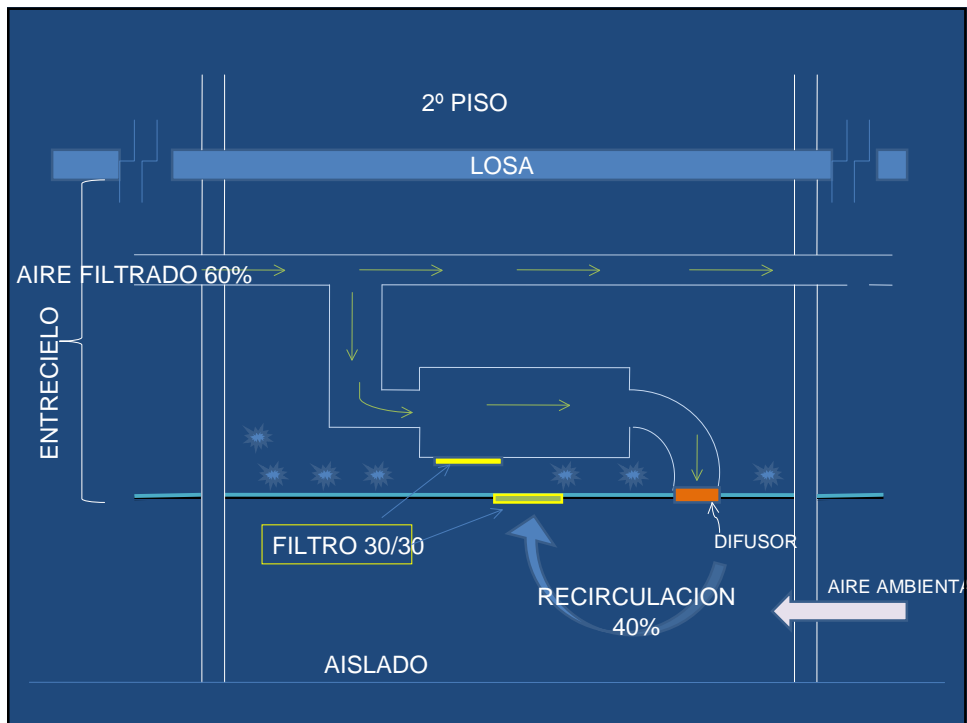 2º PISO
LOSA
AIRE FILTRADO 60%
ENTRECIELO
FILTRO 30/30
DIFUSOR
RECIRCULACION
40%
AIRE AMBIENTA
AISLADO